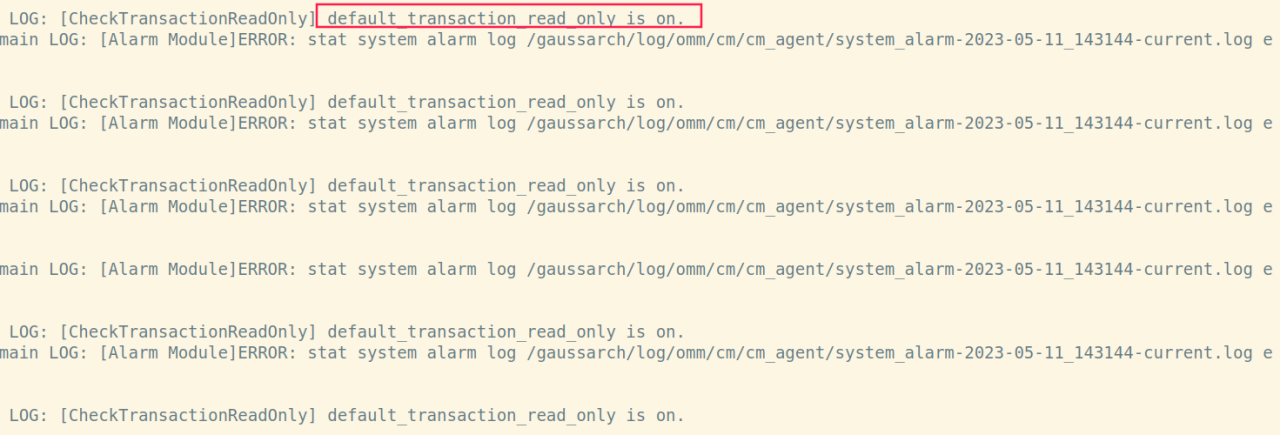 LOG: [CheckTransactionReadOnly] default_transaction_read_only is on.
main LOG: [Alarm Module]ERROR: stat system alarm log /gaussarch/log/omm/cm/cm_agent/system_alarm-2023-05-11_143144-current.log e
LOG: [CheckTransactionReadOnly] default_transaction_read_only is on.
main LOG: [Alarm Module]ERROR: stat system alarm log /gaussarch/log/omm/cm/cm_agent/system_alarm-2023-05-11_143144-current.log e
LOG: [CheckTransactionReadOnly] default_transaction_read_only is on.
main LOG: [Alarm Module]ERROR: stat system alarm log /gaussarch/log/omm/cm/cm_agent/system_alarm-2023-05-11_143144-current.log e
main LOG: [Alarm Module]ERROR: stat system alarm log /gaussarch/log/omm/cm/cm_agent/system_alarm-2023-05-11_143144-current.log e
LOG: [CheckTransactionReadOnly] default_transaction_read_only is on.
main LOG: [Alarm Module]ERROR: stat system alarm log /gaussarch/log/omm/cm/cm_agent/system_alarm-2023-05-11_143144-current.log e
LOG: [CheckTransactionReadOnly] default_transaction_read_only is on.